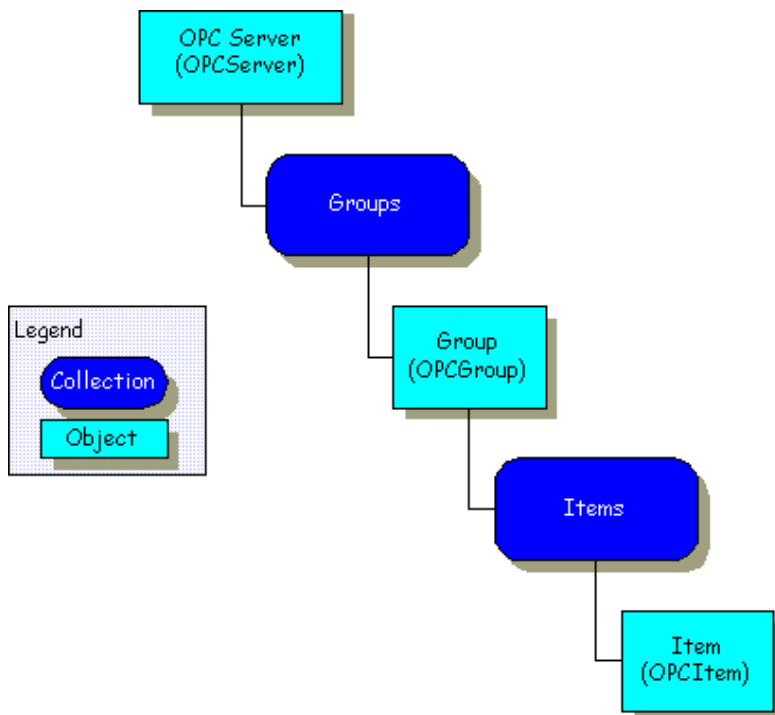 OPC Server
(OPCServer)
Groups
Legend
Collection
Object
Group
(OPCGroup)
Items
Item
(OPCItem)